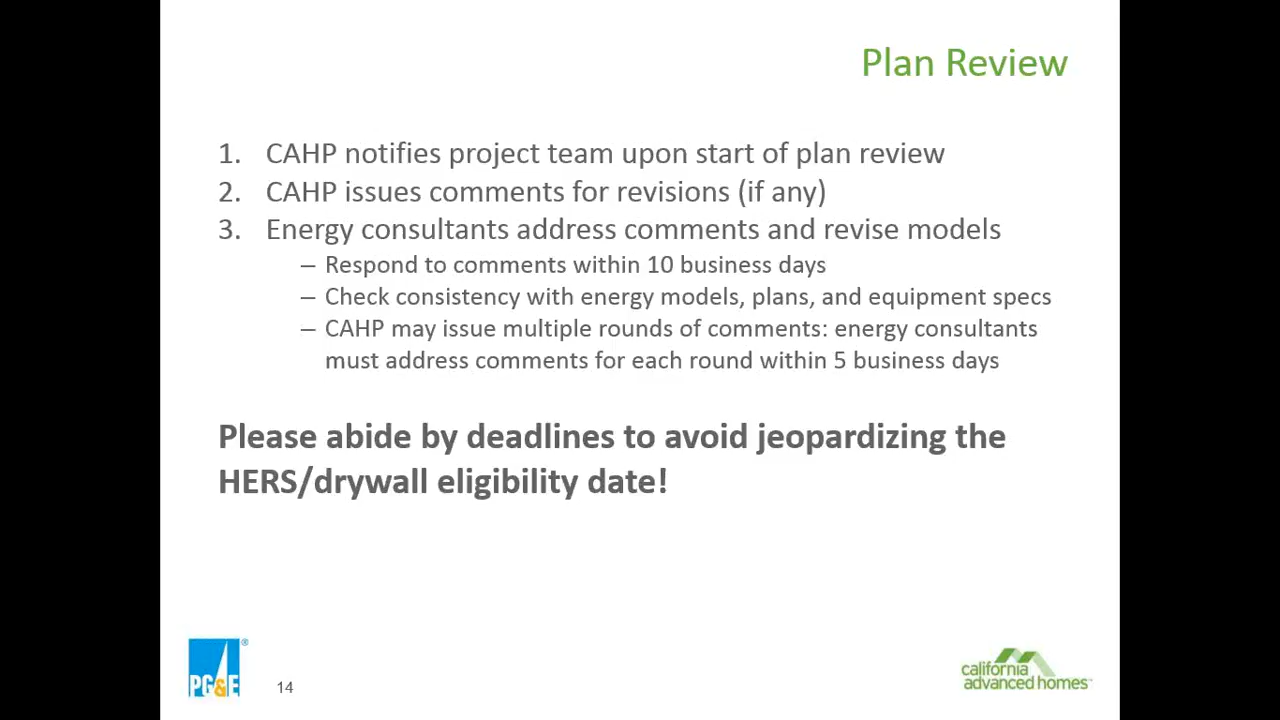 Plan Review
1. CAHP notifies project team upon start of plan review
2. CAHP issues comments for revisions (if any)
3. Energy consultants address comments and revise models
– Respond to comments within 10 business days
– Check consistency with energy models, plans, and equipment specs
– CAHP may issue multiple rounds of comments: energy consultants
must address comments for each round within 5 business days
Please abide by deadlines to avoid jeopardizing the
HERS/drywall eligibility date!
PG&E®
14
california
advanced homes™